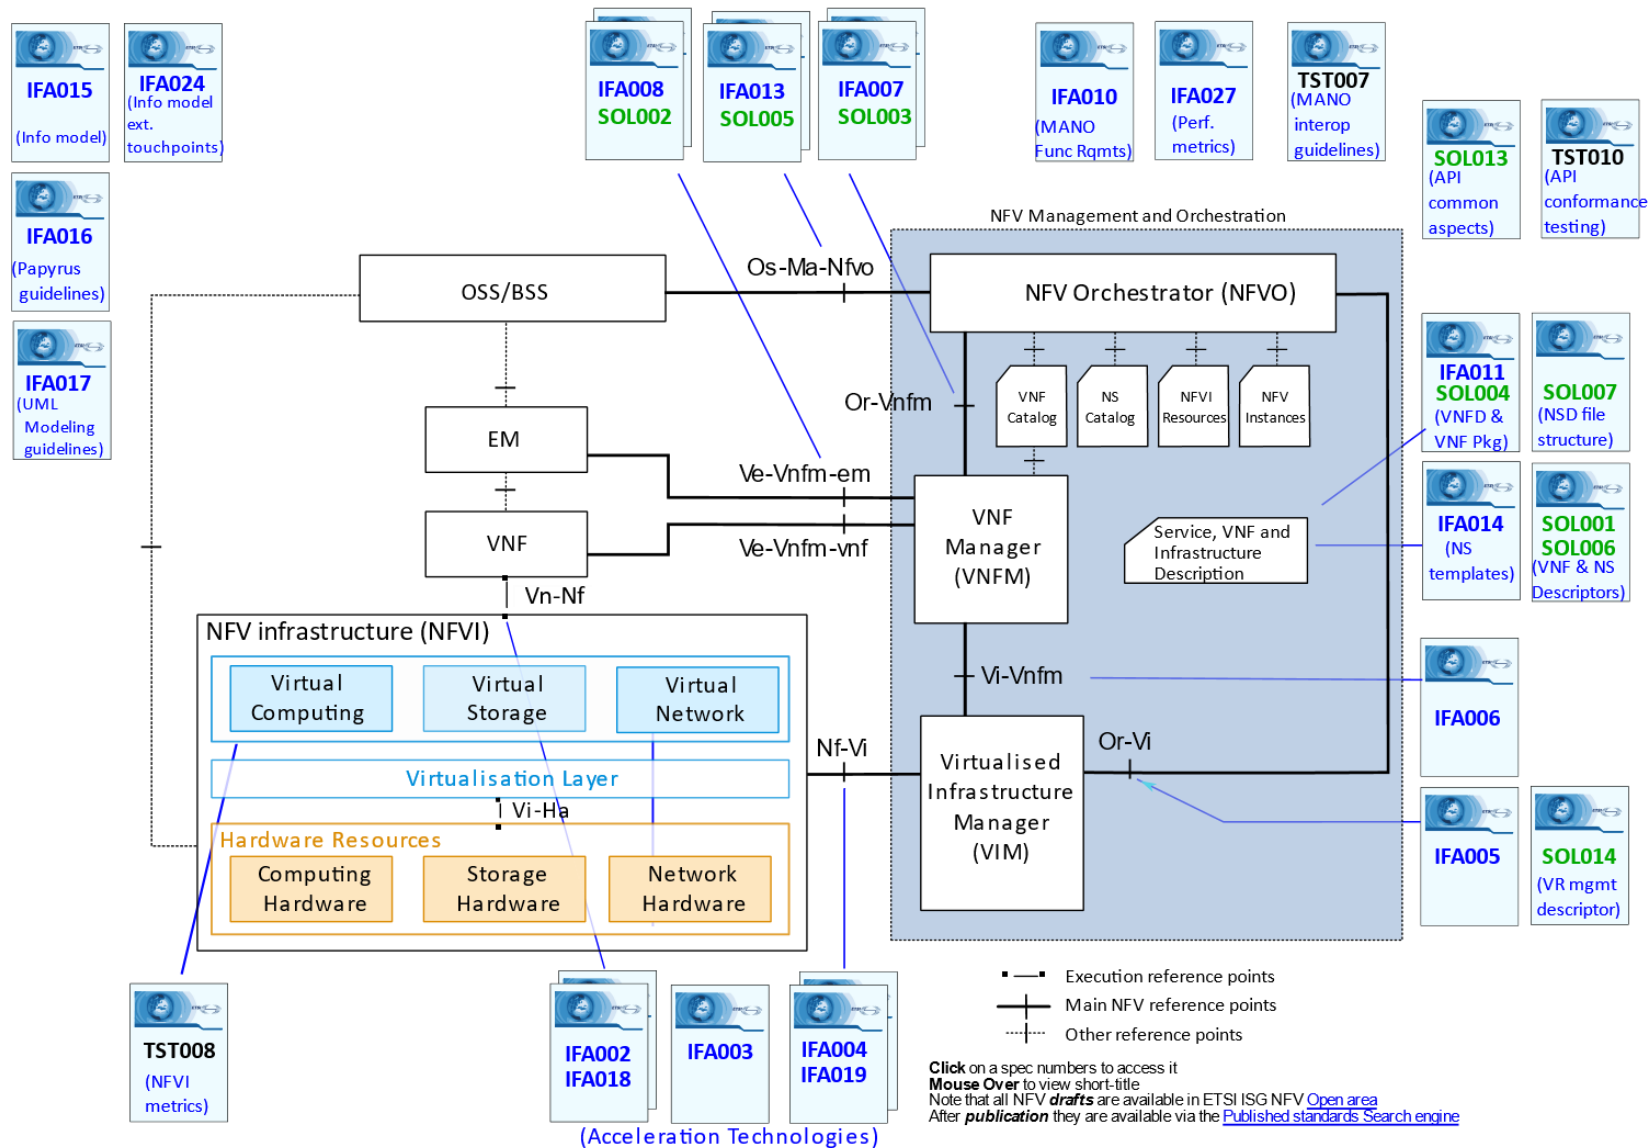 IFA015
(Info model)
IFA024
(Info model
ext.
touchpoints)
IFA008
SOL002
IFA013
SOL005
IFA007
SOL003
IFA010
(MANO
Func Rqmts)
IFA027
(Perf.
metrics)
TST007
(MANO
interop
guidelines)
SOL013
(API
common
aspects)
TST010
(API
conformance
testing)
IFA016
(Papyrus
guidelines)
IFA017
(UML
Modeling
guidelines)
NFV Management and Orchestration
OSS/BSS
Os-Ma-Nfvo
NFV Orchestrator (NFVO)
Or-Vnfm
VNF
Catalog
NS
Catalog
NFVI
Resources
NFV
Instances
EM
Ve-Vnfm-em
VNF
Ve-Vnfm-vnf
VNF
Manager
(VNFM)
Service, VNF and
Infrastructure
Description
IFA011
SOL004
(VNFD &
VNF Pkg)
SOL007
(NSD file
structure)
IFA014
(NS
templates)
SOL001
SOL006
(VNF & NS
Descriptors)
Vn-Nf
NFV infrastructure (NFVI)
Virtual
Computing
Virtual
Storage
Virtual
Network
Virtualisation Layer
Vi-Ha
Hardware Resources
Computing
Hardware
Storage
Hardware
Network
Hardware
Nf-Vi
Vi-Vnfm
Virtualised
Infrastructure
Manager
(VIM)
Or-Vi
IFA006
IFA005
SOL014
(VR mgmt
descriptor)
TST008
(NFVI
metrics)
IFA002
IFA018
IFA003
IFA004
IFA019
(Acceleration Technologies)
Execution reference points
Main NFV reference points
Other reference points
Click on a spec numbers to access it
Mouse Over to view short-title
Note that all NFV drafts are available in ETSI ISG NFV Open area
After publication they are available via the Published standards Search engine